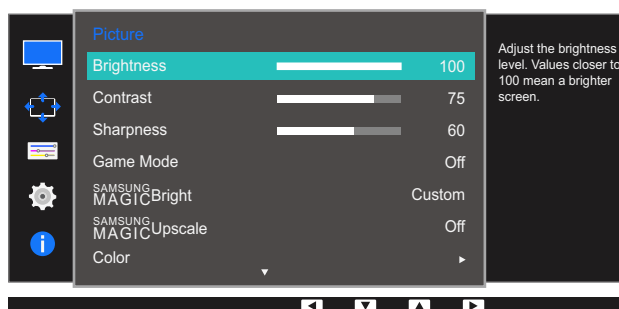 Picture
Brightness 100
Contrast 75
Sharpness 60
Game Mode Off
SAMSUNG
MAGICBright Custom
SAMSUNG
MAGICUpscale Off
Color
Adjust the brightness
level. Values closer to
100 mean a brighter
screen.